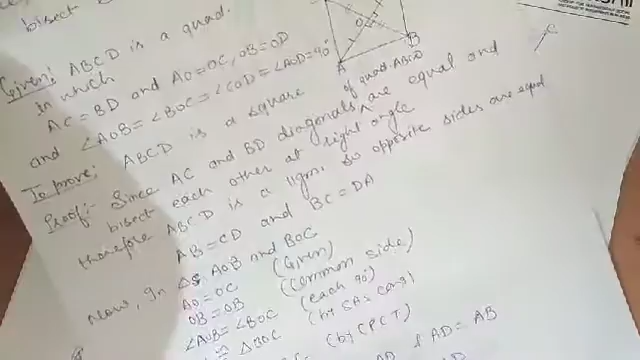 bisect
Given: ABCD is a quad.
in which
AC = BD and AO = OC, OB = OD
and ∠AOB = ∠BOC = ∠COD = ∠AOD = 90°
To prove: ABCD is a square
Proof:- Since AC and BD diagonals of quad ABCD are equal and
bisect each other at right angle
therefore ABCD is a llgm. so opposite sides are equal
AB = CD and BC = DA
Now, In Δs AOB and BOC
AO = OC (Given)
OB = OB (Common side)
∠AOB = ∠BOC (each 90°)
ΔBOC (by SAS cong)
(by CPCT)
AD = AB
O
A
B